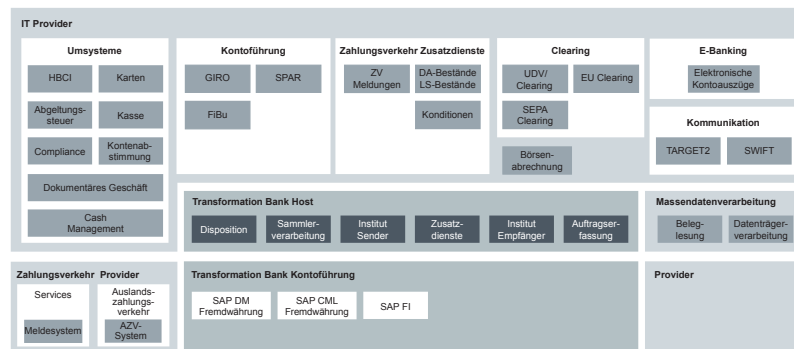 IT Provider
Umsysteme
HBCI
Karten
Abgeltungs-
steuer
Kasse
Compliance
Kontenab-
stimmung
Dokumentäres Geschäft
Cash
Management
Kontoführung
GIRO
SPAR
FiBu
Zahlungsverkehr Zusatzdienste
ZV
Meldungen
DA-Bestände
LS-Bestände
Konditionen
Clearing
UDV/
Clearing
EU Clearing
SEPA
Clearing
Börsen-
abrechnung
E-Banking
Elektronische
Kontoauszüge
Kommunikation
TARGET2
SWIFT
Transformation Bank Host
Disposition
Sammler-
verarbeitung
Institut
Sender
Zusatz-
dienste
Institut
Empfänger
Auftragser-
fassung
Massendatenverarbeitung
Beleg-
lesung
Datenträger-
verarbeitung
Zahlungsverkehr Provider
Services
Meldesystem
Auslands-
zahlungs-
verkehr
AZV-
System
Transformation Bank Kontoführung
SAP DM
Fremdwährung
SAP CML
Fremdwährung
SAP FI
Provider